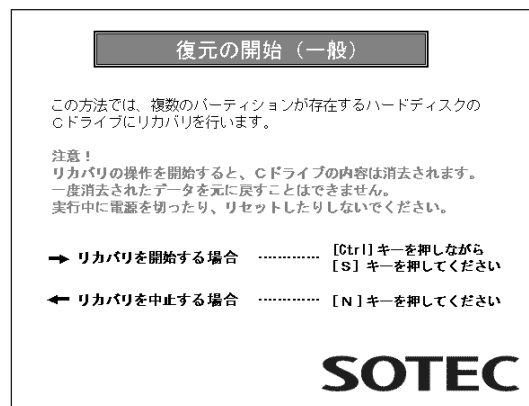 復元の開始（一般）
この方法では、複数のパーティションが存在するハードディスクの
Cドライブにリカバリを行います。
注意！
リカバリの操作を開始すると、Cドライブの内容は消去されます。
一度消去されたデータを元に戻すことはできません。
実行中に電源を切ったり、リセットしたりしないでください。
→ リカバリを開始する場合 ………… [Ctrl]キーを押しながら
[S]キーを押してください
← リカバリを中止する場合 ………… [N]キーを押してください
SOTEC